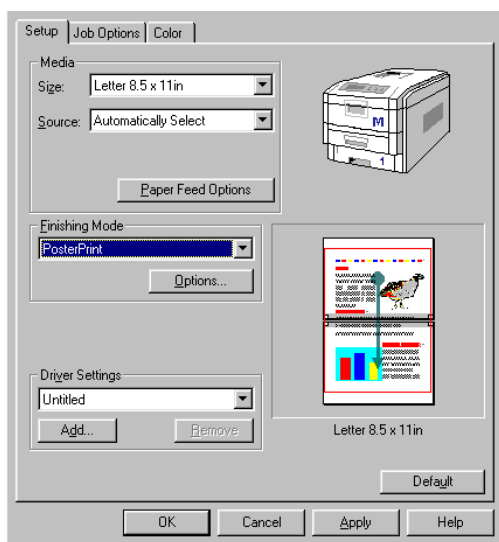 Setup Job Options Color
Media
Size: Letter 8.5 x 11in
Source: Automatically Select
Paper Feed Options
M
1
Finishing Mode
PosterPrint
Options...
Driver Settings
Untitled
Add... Remove
Letter 8.5 x 11in
Default
OK Cancel Apply Help